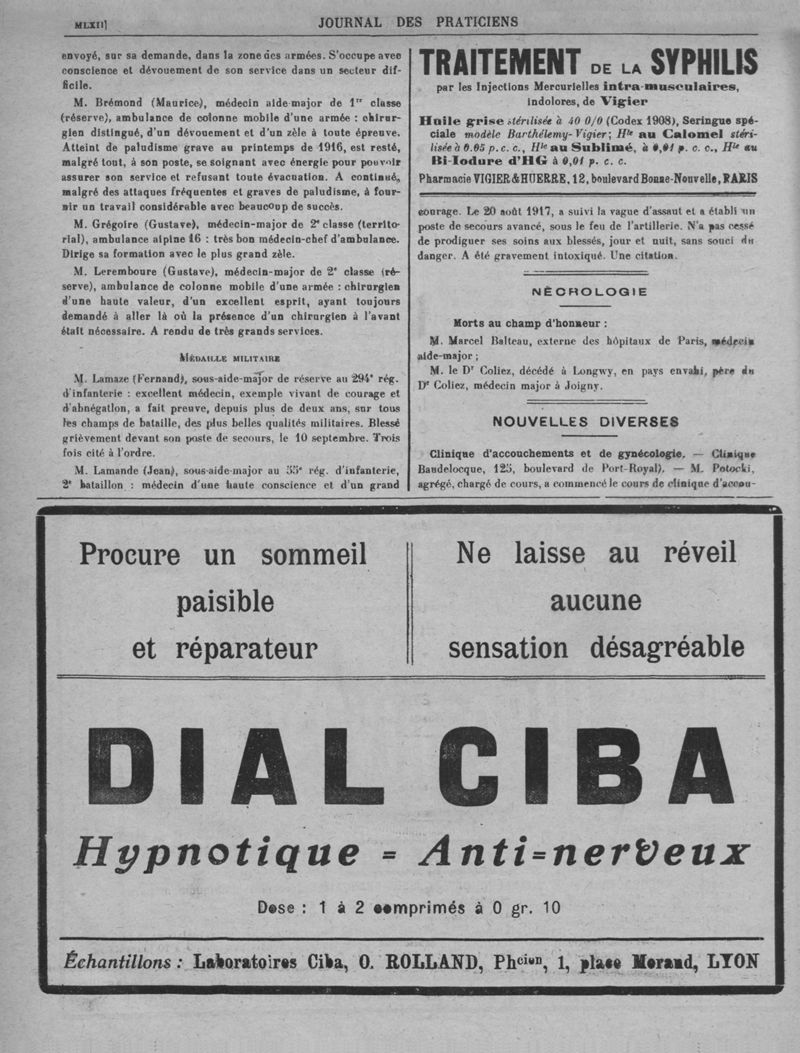 MLXIII
JOURNAL DES PRATICIENS
envoyé, sur sa demande, dans la zone des armées. S'occupe avec
conscience et dévouement de son service dans un secteur dif-
ficile.
M. Brémond (Maurice), médecin aide-major de 1re classe
(réserve), ambulance de colonne mobile d'une armée : chirur-
gien distingué, d'un dévouement et d'un zèle à toute épreuve.
Atteint de paludisme grave au printemps de 1916, est resté,
malgré tout, à son poste, se soignant avec énergie pour pouvoir
assurer son service et refusant toute évacuation. A continué,
malgré des attaques fréquentes et graves de paludisme, à four-
nir un travail considérable avec beaucoup de succès.
M. Grégoire (Gustave), médecin-major de 2e classe (territo-
rial), ambulance alpine 16 : très bon médecin-chef d'ambulance.
Dirige sa formation avec le plus grand zèle.
M. Leremboure (Gustave), médecin-major de 2e classe (ré-
serve), ambulance de colonne mobile d'une armée : chirurgien
d'une haute valeur, d'un excellent esprit, ayant toujours
demandé à aller là où la présence d'un chirurgien à l'avant
était nécessaire. A rendu de très grands services.
MÉDAILLE MILITAIRE
M. Lamaze (Fernand), sous-aide-major de réserve au 294e rég.
d'infanterie : excellent médecin, exemple vivant de courage et
d'abnégation, a fait preuve, depuis plus de deux ans, sur tous
les champs de bataille, des plus belles qualités militaires. Blessé
grièvement devant son poste de secours, le 10 septembre. Trois
fois cité à l'ordre.
M. Lamande (Jean), sous-aide-major au 55e rég. d'infanterie,
2e bataillon : médecin d'une haute conscience et d'un grand
TRAITEMENT DE LA SYPHILIS
par les Injections Mercurielles intra-musculaires,
indolores, de Vigier
Huile grise stérilisée à 40 0/0 (Codex 1908), Seringue spé-
ciale modèle Barthélemy-Vigier; Hle au Calomel stéri-
lisée à 0.05 p. c. c., Hle au Sublimé, à 0,01 p. c. c., Hle au
Bi-Iodure d'HG à 0,01 p. c. c.
Pharmacie VIGIER & HUERRE, 12, boulevard Bonne-Nouvelle, PARIS
courage. Le 20 août 1917, a suivi la vague d'assaut et a établi un
poste de secours avancé, sous le feu de l'artillerie. N'a pas cessé
de prodiguer ses soins aux blessés, jour et nuit, sans souci du
danger. A été gravement intoxiqué. Une citation.
NÉCROLOGIE
Morts au champ d'honneur :
M. Marcel Balteau, externe des hôpitaux de Paris, médecin
aide-major ;
M. le Dr Coliez, décédé à Longwy, en pays envahi, père du
Dr Coliez, médecin major à Joigny.
NOUVELLES DIVERSES
Clinique d'accouchements et de gynécologie. — Clinique
Baudelocque, 125, boulevard de Port-Royal). — M. Potocki,
agrégé, chargé de cours, a commencé le cours de clinique d'accou-
Procure un sommeil
paisible
et réparateur
Ne laisse au réveil
aucune
sensation désagréable
DIAL CIBA
Hypnotique = Anti=nerveux
Dose : 1 à 2 comprimés à 0 gr. 10
Échantillons : Laboratoires Ciba, O. ROLLAND, Phcien, 1, place Morand, LYON